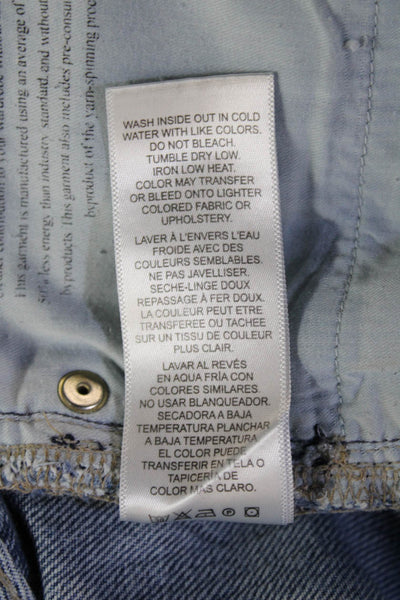 WASH INSIDE OUT IN COLD
WATER WITH LIKE COLORS.
DO NOT BLEACH.
TUMBLE DRY LOW.
IRON LOW HEAT.
COLOR MAY TRANSFER
OR BLEED ONTO LIGHTER
COLORED FABRIC OR
UPHOLSTERY.
LAVER À L'ENVERS L'EAU
FROIDE AVEC DES
COULEURS SEMBLABLES.
NE PAS JAVELLISER.
SECHE-LINGE DOUX
REPASSAGE À FER DOUX.
LA COULEUR PEUT ETRE
TRANSFEREE OU TACHEE
SUR UN TISSU DE COULEUR
PLUS CLAIR.
LAVAR AL REVÉS
EN AQUA FRÍA CON
COLORES SIMILARES.
NO USAR BLANQUEADOR.
SECADORA A BAJA
TEMPERATURA PLANCHAR
A BAJA TEMPERATURA.
EL COLOR PUEDE
TRANSFERIR EN TELA O
TAPICERÍA DE
COLOR MÁS CLARO.
This garment is manufactured using an average of
less energy than industry standard, and without
by products This garment also includes pre-consu
byproduct of the yarn-spinning proc